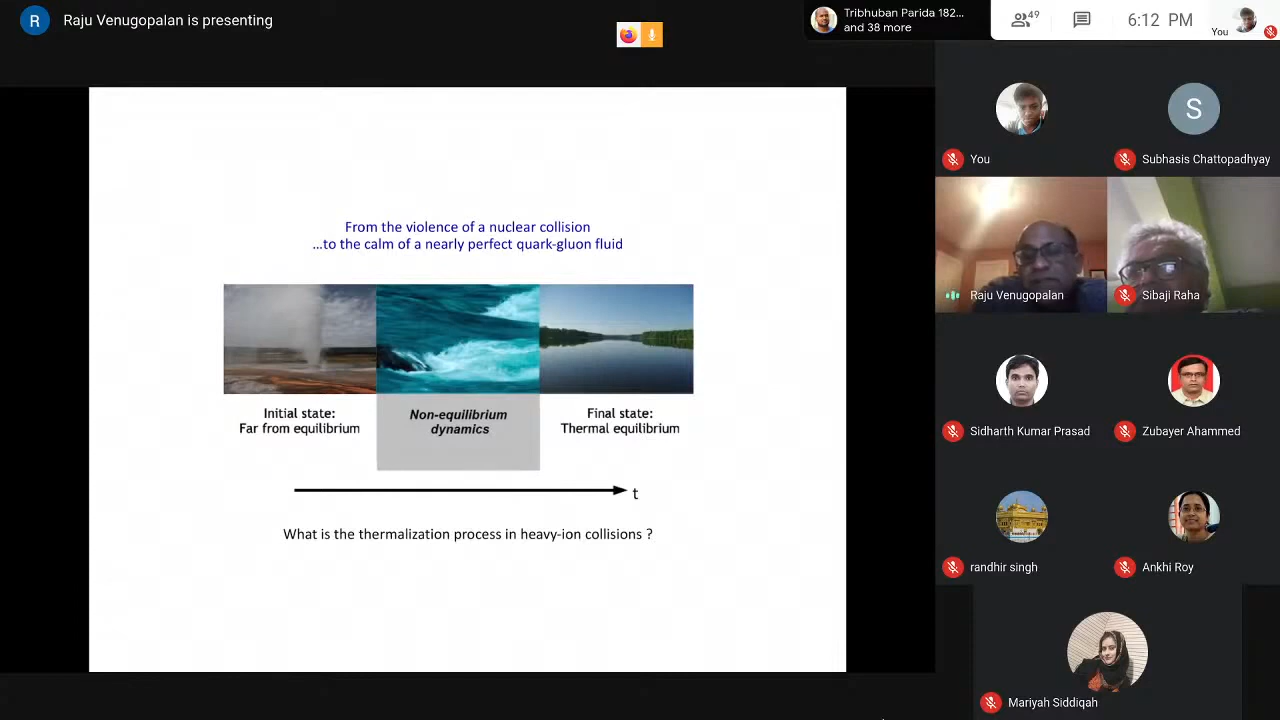 R
Raju Venugopalan is presenting
Tribhuban Parida 182...
and 38 more
49
6:12 PM
You
From the violence of a nuclear collision
...to the calm of a nearly perfect quark-gluon fluid
Initial state:
Far from equilibrium
Non-equilibrium
dynamics
Final state:
Thermal equilibrium
t
What is the thermalization process in heavy-ion collisions ?
You
S
Subhasis Chattopadhyay
Raju Venugopalan
Sibaji Raha
Sidharth Kumar Prasad
Zubayer Ahammed
randhir singh
Ankhi Roy
Mariyah Siddiqah